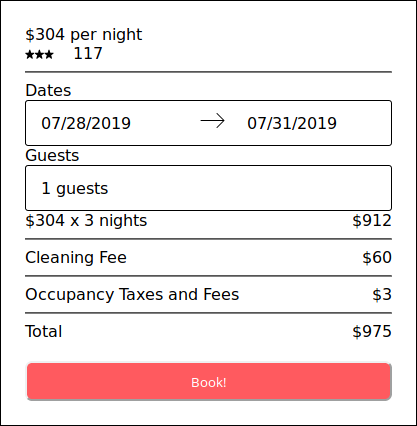 $304 per night
★★★ 117
Dates
07/28/2019 → 07/31/2019
Guests
1 guests
$304 x 3 nights $912
Cleaning Fee $60
Occupancy Taxes and Fees $3
Total $975
Book!